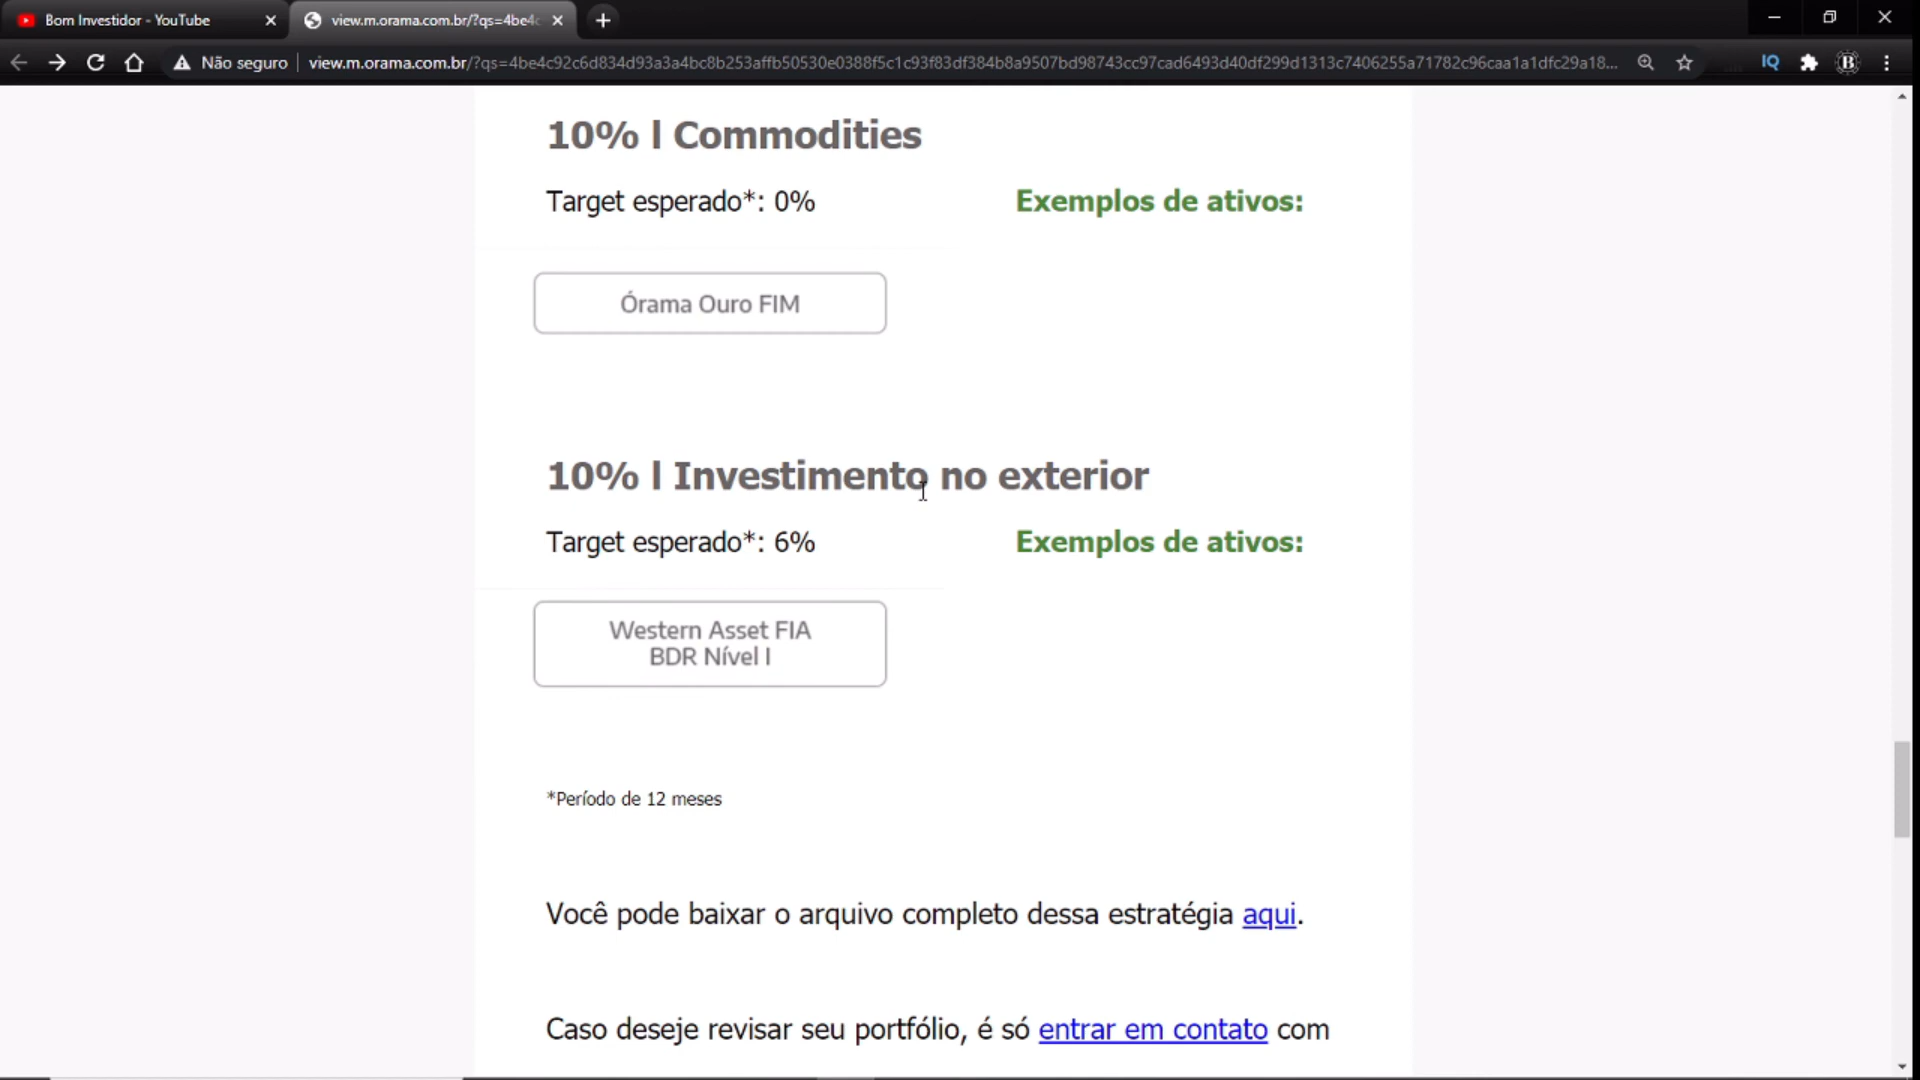 Bom Investidor - YouTube
view.m.orama.com.br/?qs=4be4c
Não seguro
view.m.orama.com.br/?qs=4be4c92c6d834d93a3a4bc8b253affb50530e0388f5c1c93f83df384b8a9507bd98743cc97cad6493d40df299d1313c7406255a71782c96caa1a1dfc29a18...
IQ
B
10% l Commodities
Target esperado*: 0%
Exemplos de ativos:
Órama Ouro FIM
10% l Investimento no exterior
Target esperado*: 6%
Exemplos de ativos:
Western Asset FIA
BDR Nível I
*Período de 12 meses
Você pode baixar o arquivo completo dessa estratégia aqui.
Caso deseje revisar seu portfólio, é só entrar em contato com